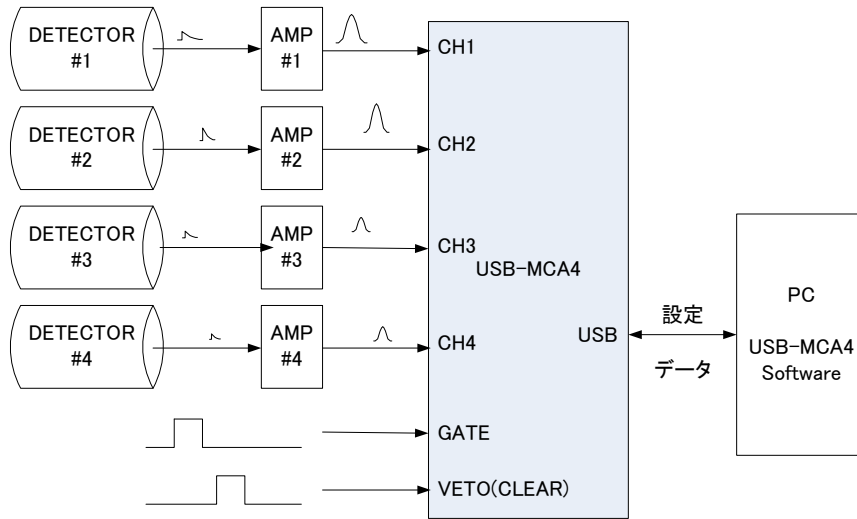 DETECTOR
#1
AMP
#1
CH1
DETECTOR
#2
AMP
#2
CH2
DETECTOR
#3
AMP
#3
CH3
USB-MCA4
DETECTOR
#4
AMP
#4
CH4
USB
設定
データ
PC
USB-MCA4
Software
GATE
VETO(CLEAR)